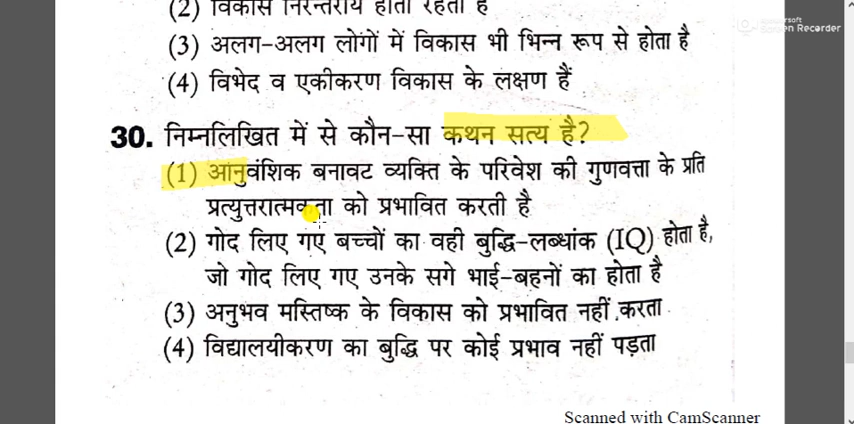 (2) विकास निरन्तरीय होता रहता है
(3) अलग-अलग लोगों में विकास भी भिन्न रूप से होता है
(4) विभेद व एकीकरण विकास के लक्षण हैं
30. निम्नलिखित में से कौन-सा कथन सत्य है?
(1) आनुवंशिक बनावट व्यक्ति के परिवेश की गुणवत्ता के प्रति
प्रत्युत्तरात्मकता को प्रभावित करती है
(2) गोद लिए गए बच्चों का वही बुद्धि-लब्धांक (IQ) होता है,
जो गोद लिए गए उनके सगे भाई-बहनों का होता है
(3) अनुभव मस्तिष्क के विकास को प्रभावित नहीं करता
(4) विद्यालयीकरण का बुद्धि पर कोई प्रभाव नहीं पड़ता
Scanned with CamScanner
Screen Recorder